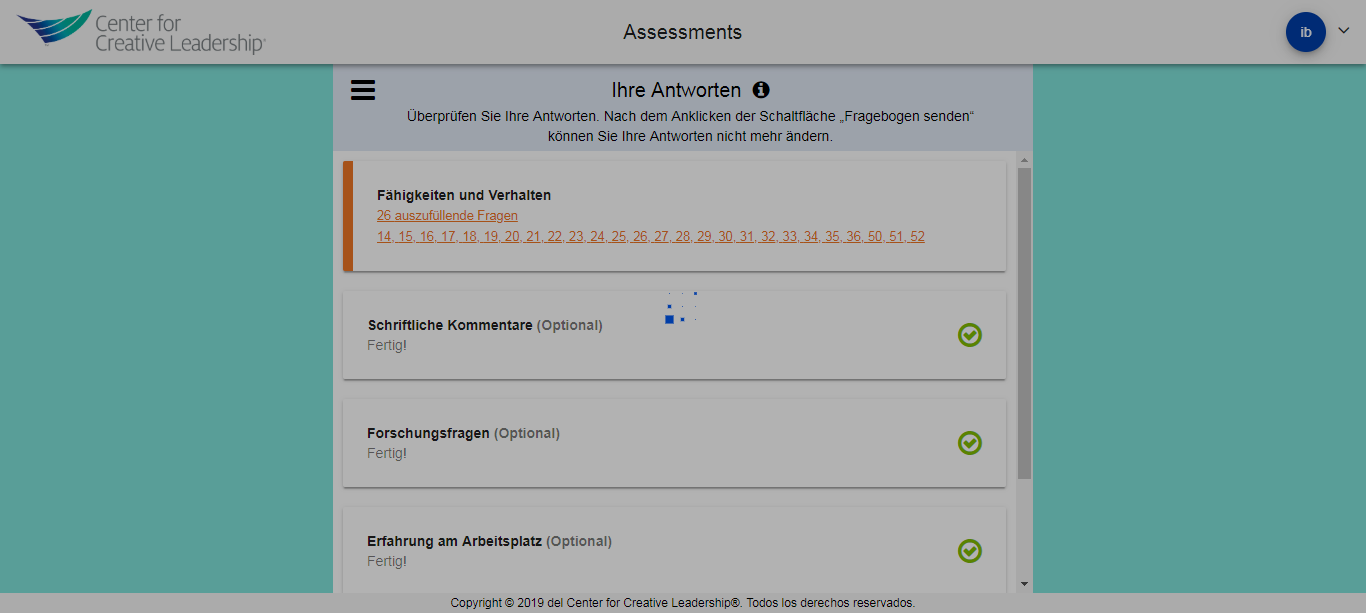 Center for
Creative Leadership®
Assessments
ib
Ihre Antworten
Überprüfen Sie Ihre Antworten. Nach dem Anklicken der Schaltfläche „Fragebogen senden“
können Sie Ihre Antworten nicht mehr ändern.
Fähigkeiten und Verhalten
26 auszufüllende Fragen
14, 15, 16, 17, 18, 19, 20, 21, 22, 23, 24, 25, 26, 27, 28, 29, 30, 31, 32, 33, 34, 35, 36, 50, 51, 52
Schriftliche Kommentare (Optional)
Fertig!
Forschungsfragen (Optional)
Fertig!
Erfahrung am Arbeitsplatz (Optional)
Fertig!
Copyright © 2019 del Center for Creative Leadership®. Todos los derechos reservados.